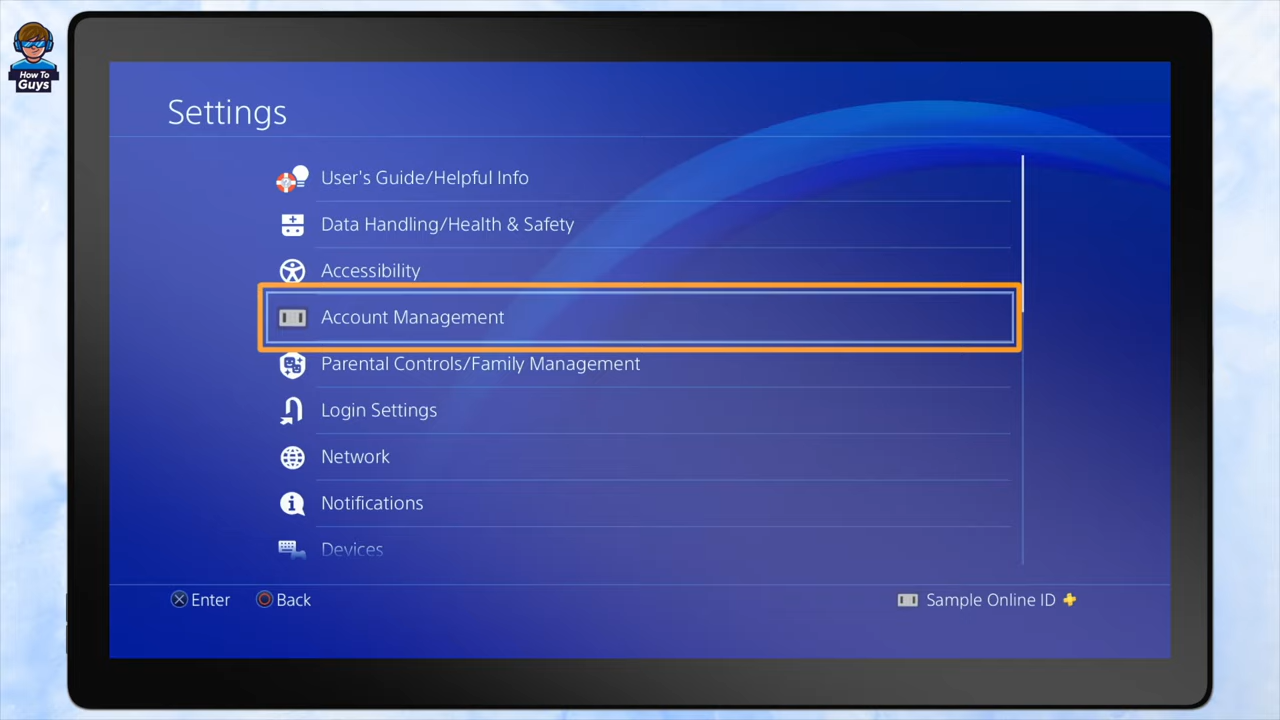 How To
Guys
Settings
User's Guide/Helpful Info
Data Handling/Health & Safety
Accessibility
Account Management
Parental Controls/Family Management
Login Settings
Network
Notifications
Devices
Enter
Back
Sample Online ID